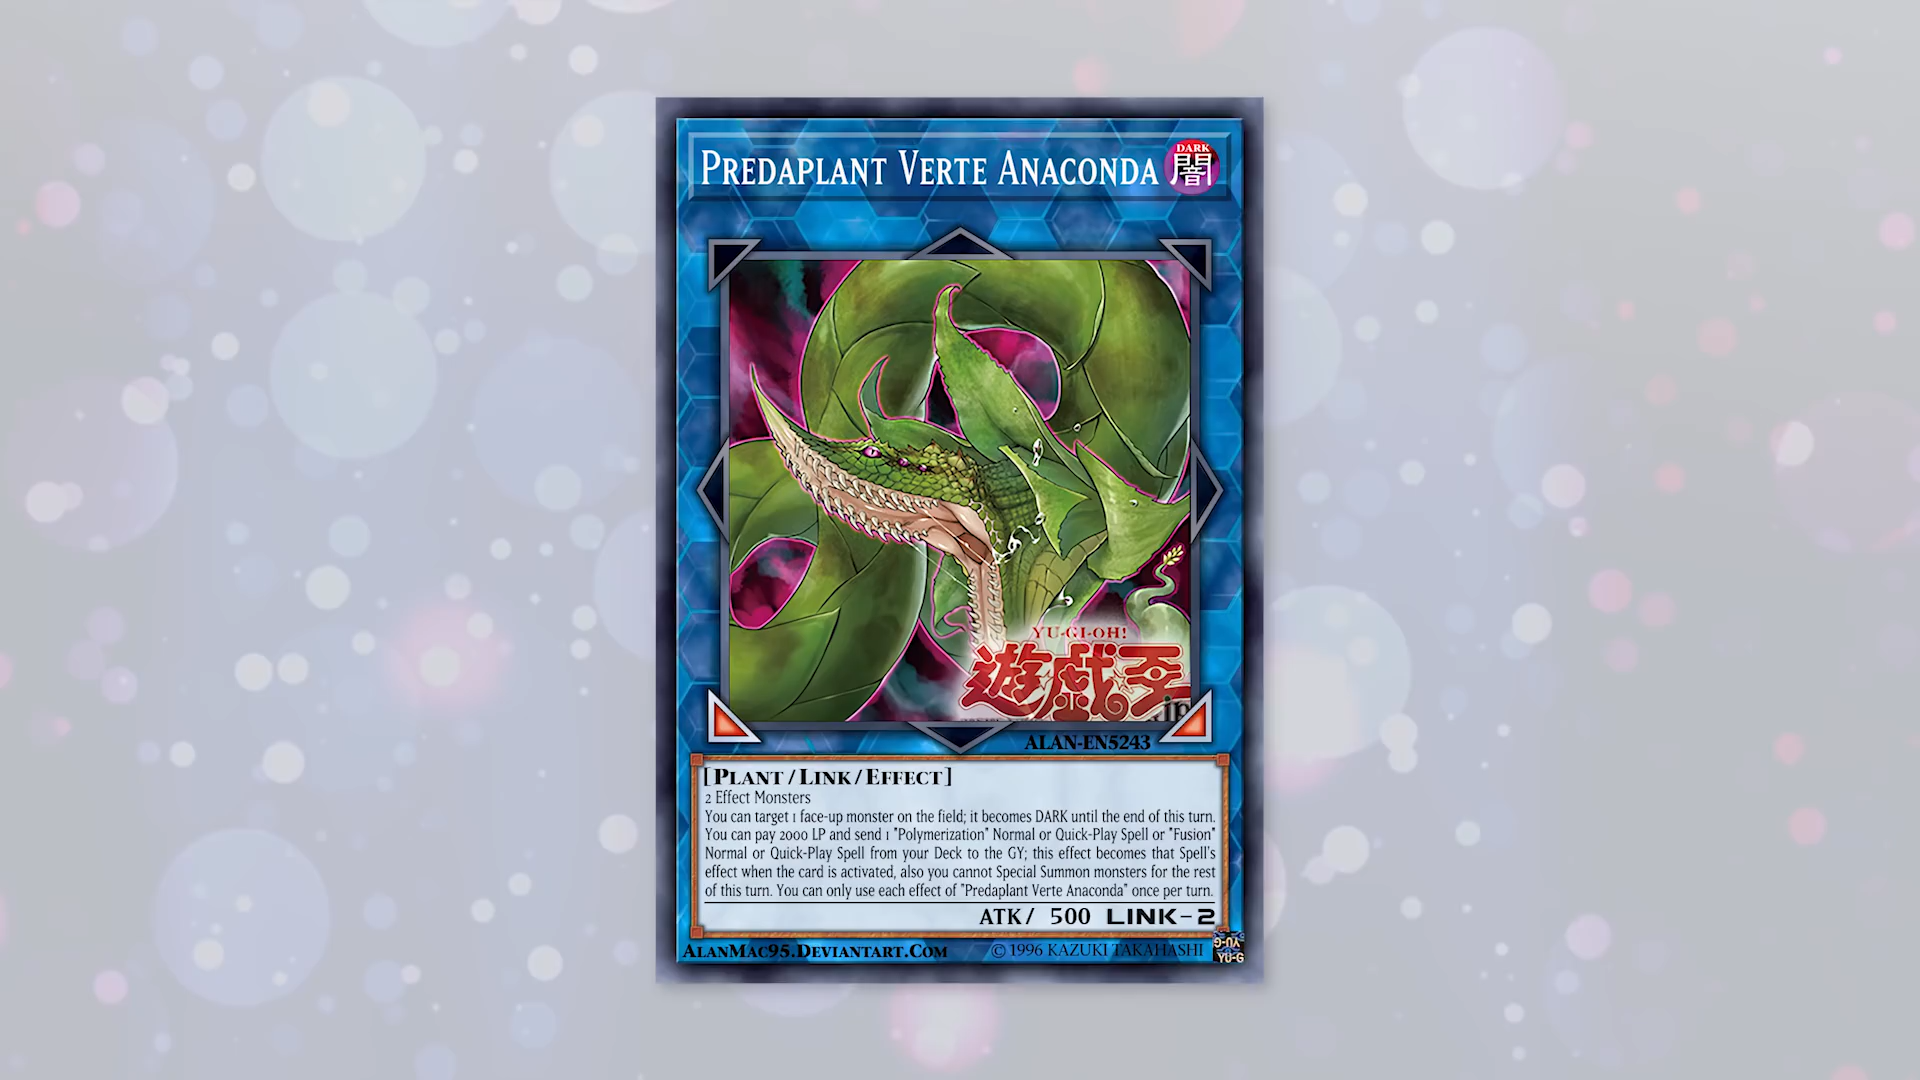 PREDAPLANT VERTE ANACONDA
DARK
闇
YU-GI-OH!
遊戯王
.jp
ALAN-EN5243
[PLANT/LINK/EFFECT]
2 Effect Monsters
You can target 1 face-up monster on the field; it becomes DARK until the end of this turn.
You can pay 2000 LP and send 1 "Polymerization" Normal or Quick-Play Spell or "Fusion"
Normal or Quick-Play Spell from your Deck to the GY; this effect becomes that Spell's
effect when the card is activated, also you cannot Special Summon monsters for the rest
of this turn. You can only use each effect of "Predaplant Verte Anaconda" once per turn.
ATK/ 500 LINK-2
ALANMAC95.DEVIANTART.COM
© 1996 KAZUKI TAKAHASHI
YU-G
YU-G